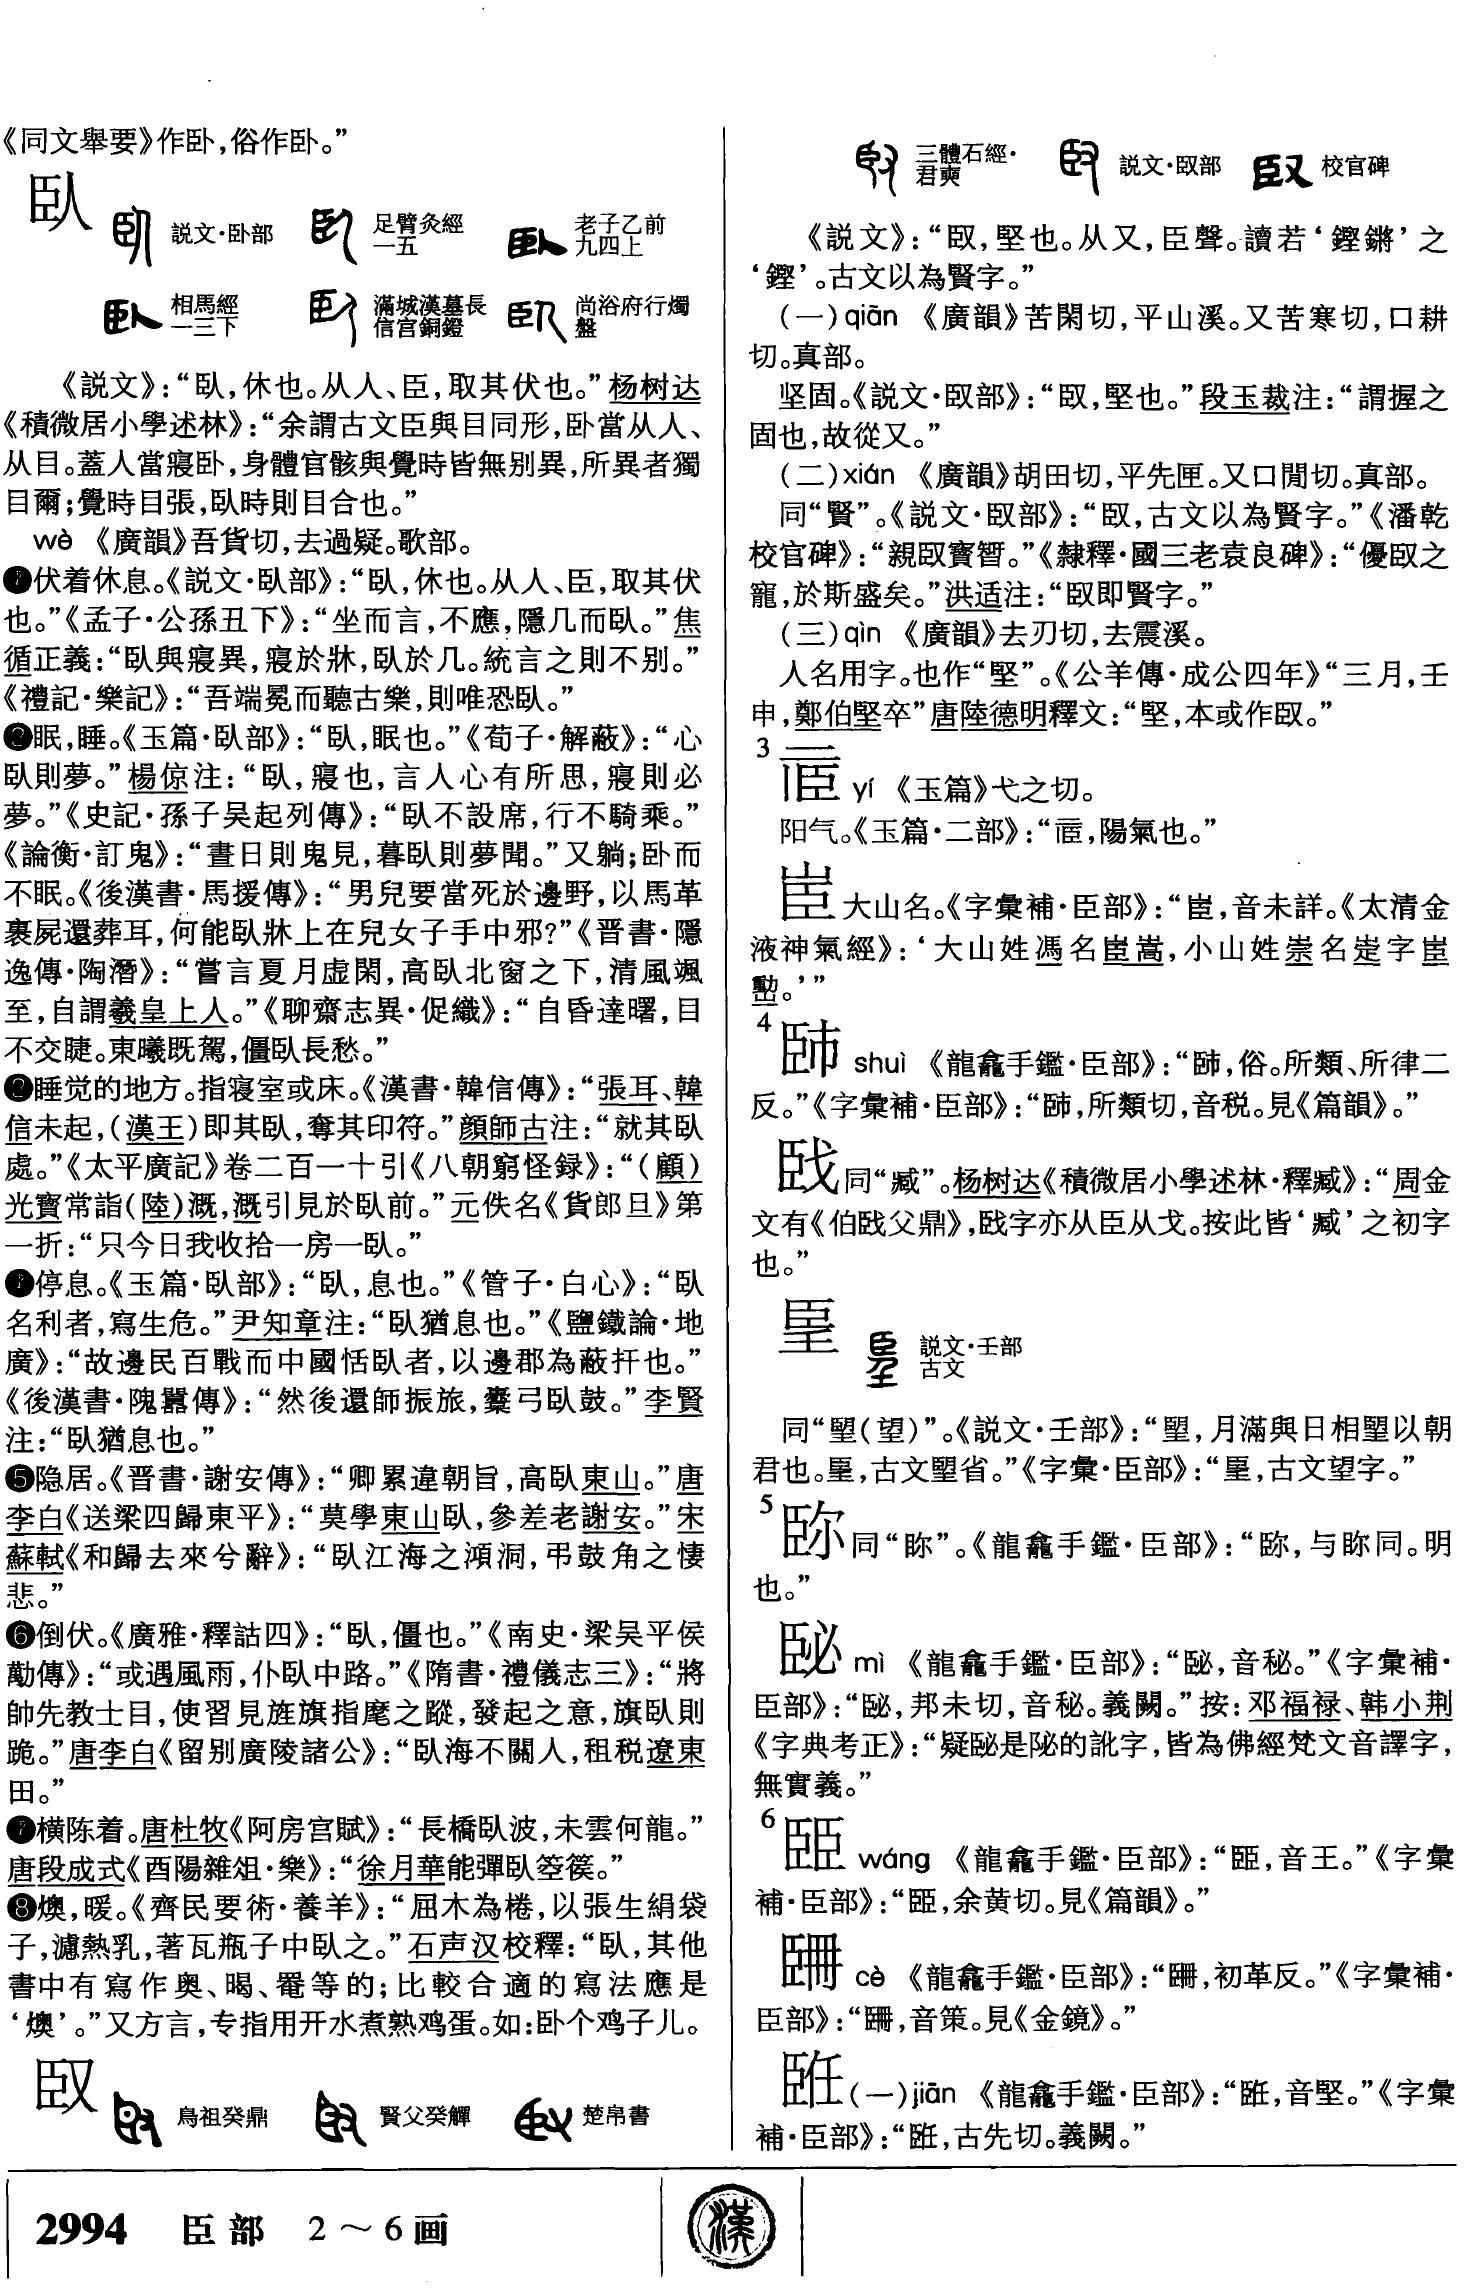 《同文舉要》作卧，俗作卧。”
臥
説文·卧部
足臂灸經
一五
老子乙前
九四上
相馬經
一三下
滿城漢墓長
信宫銅鐙
尚浴府行燭
盤
《説文》：“臥，休也。从人、臣，取其伏也。”杨树达
《積微居小學述林》：“余謂古文臣與目同形，卧當从人、
从目。蓋人當寢卧，身體官骸與覺時皆無别異，所異者獨
目爾；覺時目張，臥時則目合也。”
wò 《廣韻》吾貨切，去過疑。歌部。
伏着休息。《説文·臥部》：“臥，休也。从人、臣，取其伏
也。”《孟子·公孫丑下》：“坐而言，不應，隱几而臥。”焦
循正義：“臥與寢異，寢於牀，臥於几。統言之則不别。”
《禮記·樂記》：“吾端冕而聽古樂，則唯恐臥。”
❷眠，睡。《玉篇·臥部》：“臥，眠也。”《荀子·解蔽》：“心
臥則夢。”楊倞注：“臥，寢也，言人心有所思，寢則必
夢。”《史記·孫子吴起列傳》：“臥不設席，行不騎乘。”
《論衡·訂鬼》：“晝日則鬼見，暮臥則夢聞。”又躺；卧而
不眠。《後漢書·馬援傳》：“男兒要當死於邊野，以馬革
裹屍還葬耳，何能臥牀上在兒女子手中邪？”《晋書·隱
逸傳·陶潛》：“嘗言夏月虚閑，高臥北窗之下，清風颯
至，自謂羲皇上人。”《聊齋志異·促織》：“自昏達曙，目
不交睫。東曦既駕，僵臥長愁。”
❷睡觉的地方。指寝室或床。《漢書·韓信傳》：“張耳、韓
信未起，（漢王）即其臥，奪其印符。”顔師古注：“就其臥
處。”《太平廣記》卷二百一十引《八朝窮怪録》：“（顧）
光寶常詣（陸）溉，溉引見於臥前。”元佚名《貨郎旦》第
一折：“只今日我收拾一房一臥。”
停息。《玉篇·臥部》：“臥，息也。”《管子·白心》：“臥
名利者，寫生危。”尹知章注：“臥猶息也。”《鹽鐵論·地
廣》：“故邊民百戰而中國恬臥者，以邊郡為蔽扞也。”
《後漢書·隗囂傳》：“然後還師振旅，櫜弓臥鼓。”李賢
注：“臥猶息也。”
❺隐居。《晋書·謝安傳》：“卿累違朝旨，高臥東山。”唐
李白《送梁四歸東平》：“莫學東山臥，參差老謝安。”宋
蘇軾《和歸去來兮辭》：“臥江海之澒洞，弔鼓角之悽
悲。”
❻倒伏。《廣雅·釋詁四》：“臥，僵也。”《南史·梁吴平侯
勱傳》：“或遇風雨，仆臥中路。”《隋書·禮儀志三》：“將
帥先教士目，使習見旌旗指麾之蹤，發起之意，旗臥則
跪。”唐李白《留别廣陵諸公》：“臥海不關人，租税遼東
田。”
横陈着。唐杜牧《阿房宫賦》：“長橋臥波，未雲何龍。”
唐段成式《酉陽雜俎·樂》：“徐月華能彈臥箜篌。”
❽燠，暖。《齊民要術·養羊》：“屈木為棬，以張生絹袋
子，濾熱乳，著瓦瓶子中臥之。”石声汉校釋：“臥，其他
書中有寫作奥、暍、罨等的；比較合適的寫法應是
‘燠’。”又方言，专指用开水煮熟鸡蛋。如：卧个鸡子儿。
臤
鳥祖癸鼎
賢父癸觶
楚帛書
三體石經·
君奭
説文·臤部
校官碑
《説文》：“臤，堅也。从又，臣聲。讀若‘鏗鏘’之
‘鏗’。古文以為賢字。”
（一）qiān 《廣韻》苦閑切，平山溪。又苦寒切，口耕
切。真部。
坚固。《説文·臤部》：“臤，堅也。”段玉裁注：“謂握之
固也，故從又。”
（二）xián 《廣韻》胡田切，平先匣。又口閒切。真部。
同“賢”。《説文·臤部》：“臤，古文以為賢字。”《潘乾
校官碑》：“親臤寶暂。”《隸釋·國三老袁良碑》：“優臤之
寵，於斯盛矣。”洪适注：“臤即賢字。”
（三）qìn 《廣韻》去刃切，去震溪。
人名用字。也作“堅”。《公羊傳·成公四年》“三月，壬
申，鄭伯堅卒”唐陸德明釋文：“堅，本或作臤。”
3
yí 《玉篇》弋之切。
阳气。《玉篇·二部》：“，陽氣也。”
大山名。《字彙補·臣部》：“，音未詳。《太清金
液神氣經》：‘大山姓馮名嵩，小山姓崇名字
。’”
4
shuì 《龍龕手鑑·臣部》：“，俗。所類、所律二
反。”《字彙補·臣部》：“，所類切，音税。見《篇韻》。”
同“臧”。杨树达《積微居小學述林·釋臧》：“周金
文有《伯父鼎》，字亦从臣从戈。按此皆‘臧’之初字
也。”
𦣠
説文·壬部
古文
同“朢（望）”。《説文·壬部》：“朢，月滿與日相朢以朝
君也。𦣠，古文朢省。”《字彙·臣部》：“𦣠，古文望字。”
5
同“眎”。《龍龕手鑑·臣部》：“，与同。明
也。”
mì 《龍龕手鑑·臣部》：“，音秘。”《字彙補·
臣部》：“，邦未切，音秘。義闕。”按：邓福禄、韩小荆
《字典考正》：“疑是的訛字，皆為佛經梵文音譯字，
無實義。”
6
wáng 《龍龕手鑑·臣部》：“，音王。”《字彙
補·臣部》：“，余黄切。見《篇韻》。”
cè 《龍龕手鑑·臣部》：“，初革反。”《字彙補·
臣部》：“，音策。見《金鏡》。”
（一）jiān 《龍龕手鑑·臣部》：“，音堅。”《字彙
補·臣部》：“，古先切。義闕。”
2994 臣部 2～6画
漢